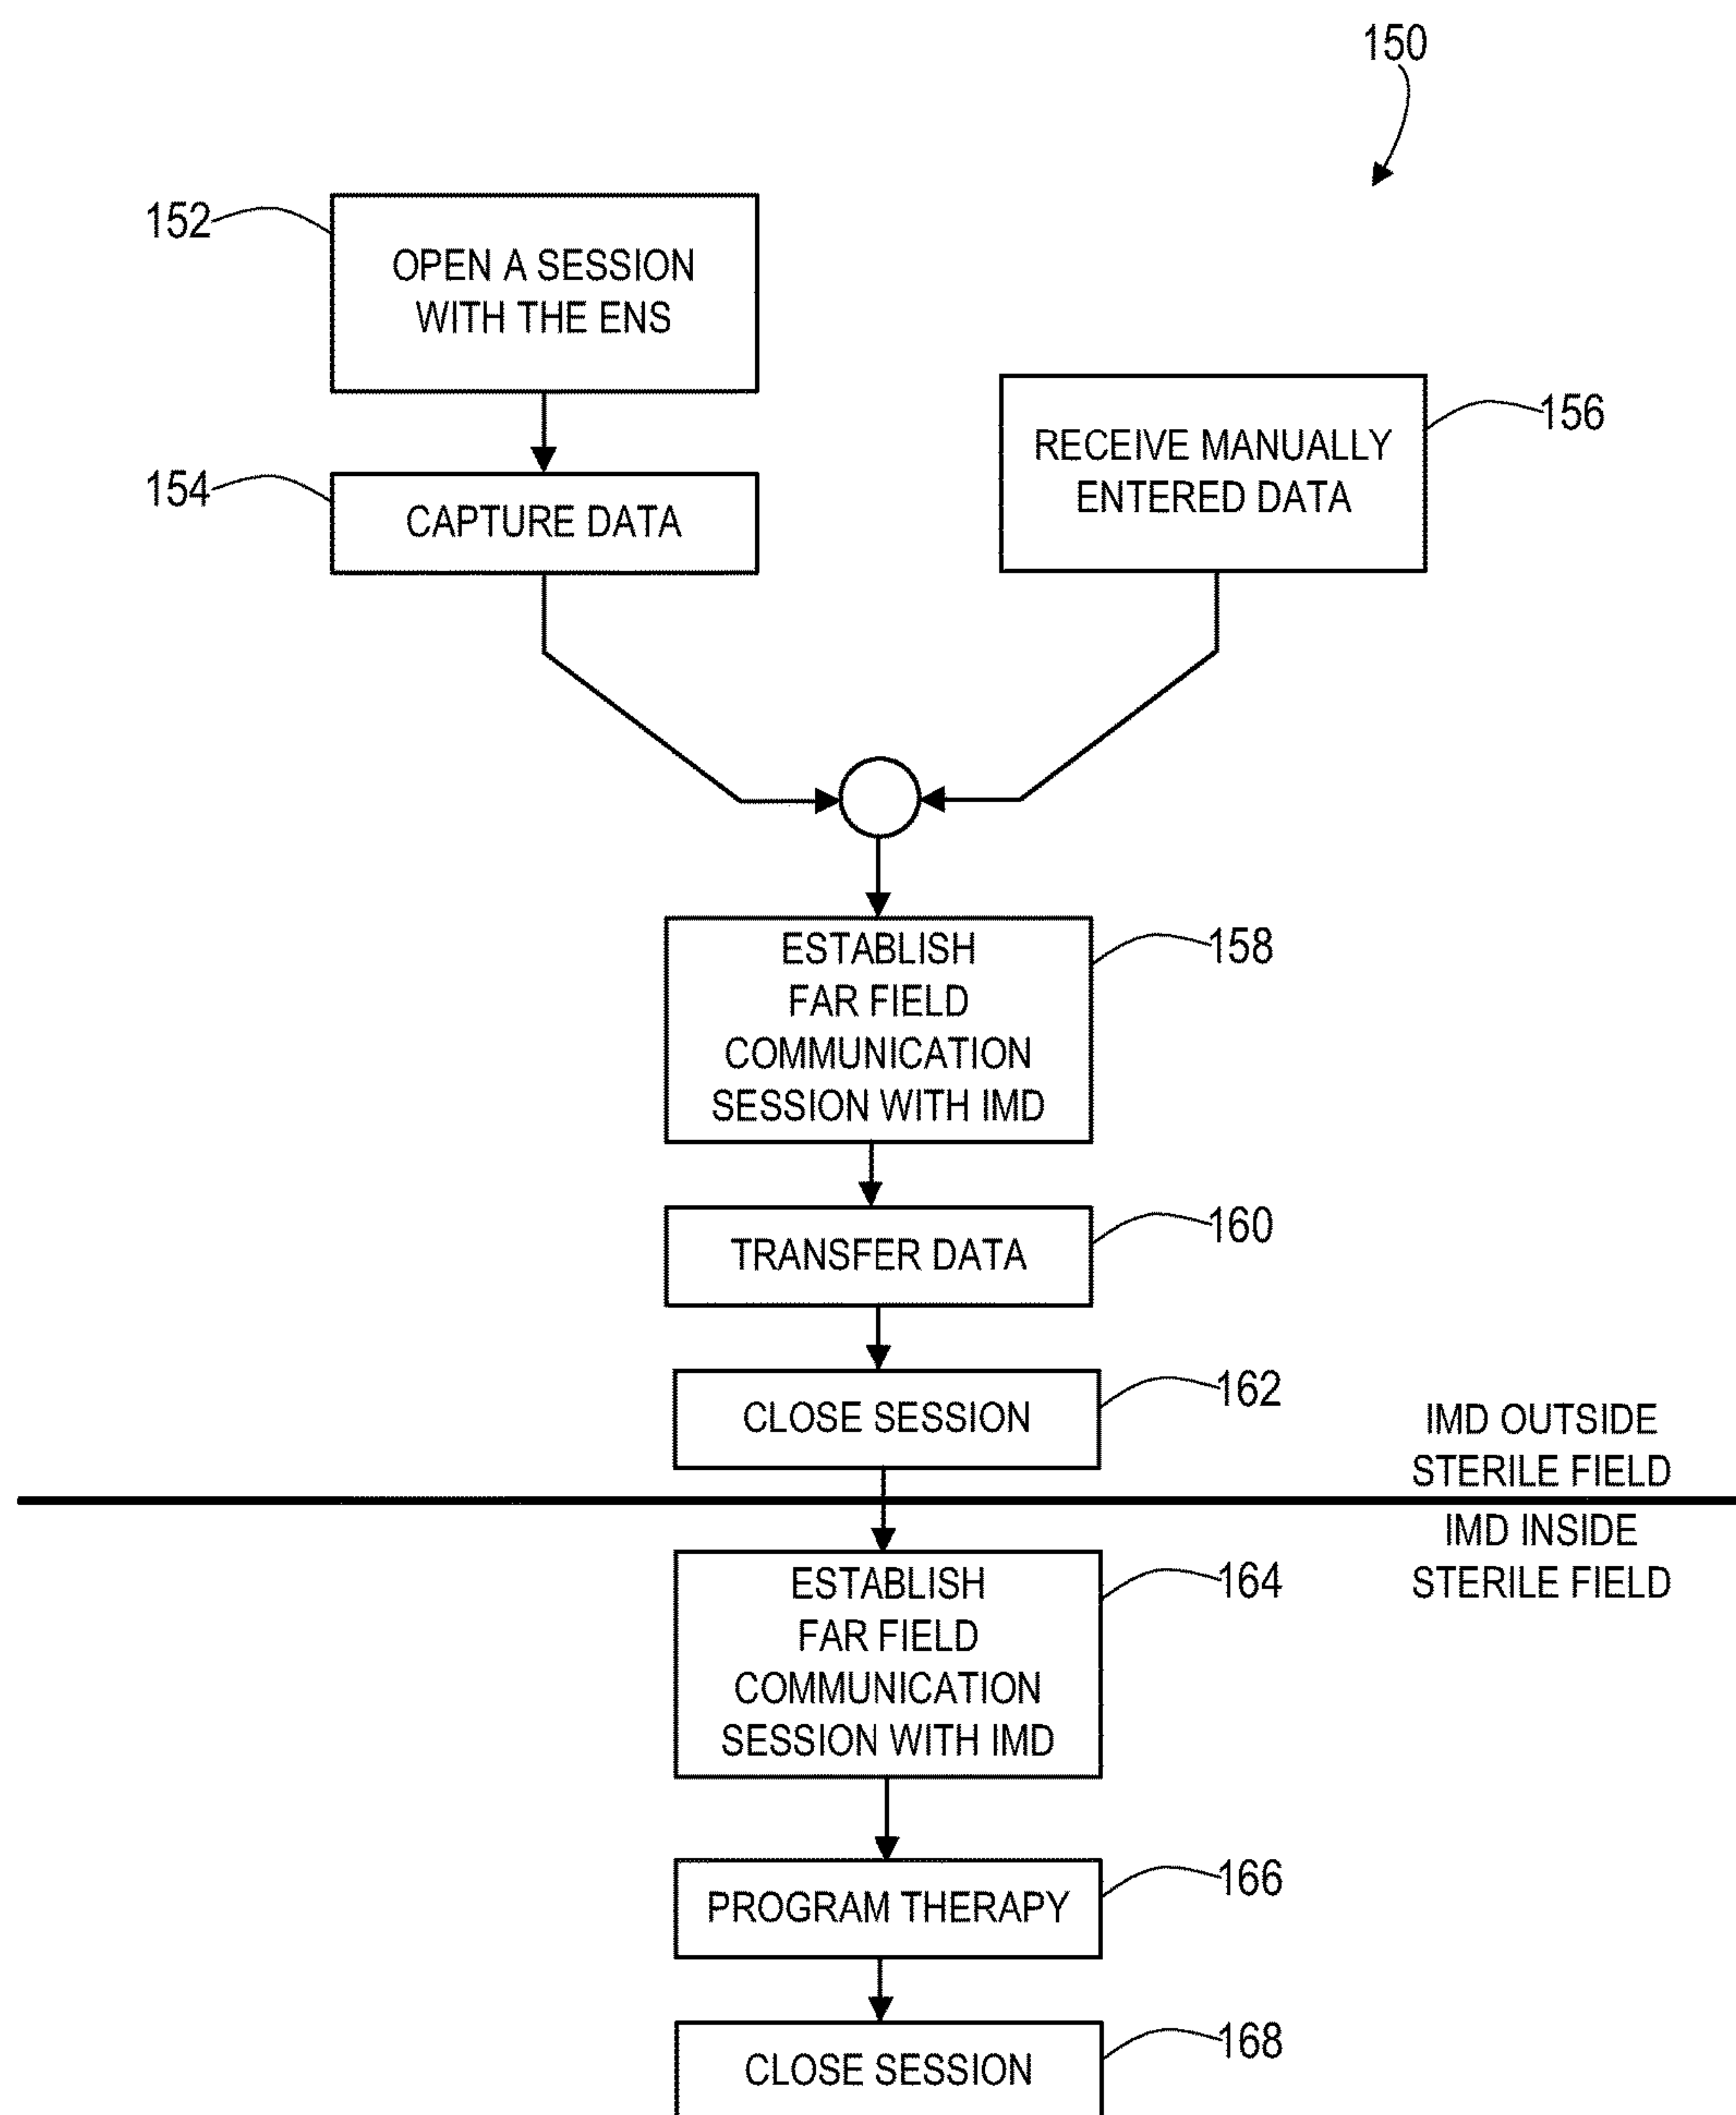 150
152
OPEN A SESSION
WITH THE ENS
154
CAPTURE DATA
156
RECEIVE MANUALLY
ENTERED DATA
158
ESTABLISH
FAR FIELD
COMMUNICATION
SESSION WITH IMD
160
TRANSFER DATA
162
CLOSE SESSION
IMD OUTSIDE
STERILE FIELD
IMD INSIDE
STERILE FIELD
164
ESTABLISH
FAR FIELD
COMMUNICATION
SESSION WITH IMD
166
PROGRAM THERAPY
168
CLOSE SESSION